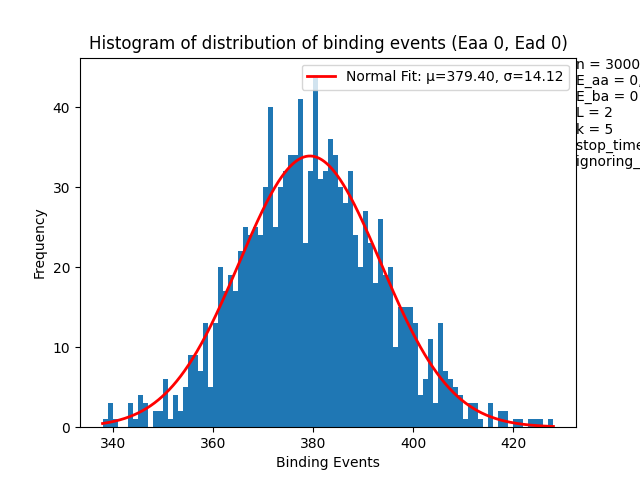 Histogram of distribution of binding events (Eaa 0, Ead 0)
Normal Fit: μ=379.40, σ=14.12
n = 3000
E_aa = 0,
E_ba = 0
L = 2
k = 5
stop_time
ignoring_
Frequency
40
30
20
10
0
340 360 380 400 420
Binding Events